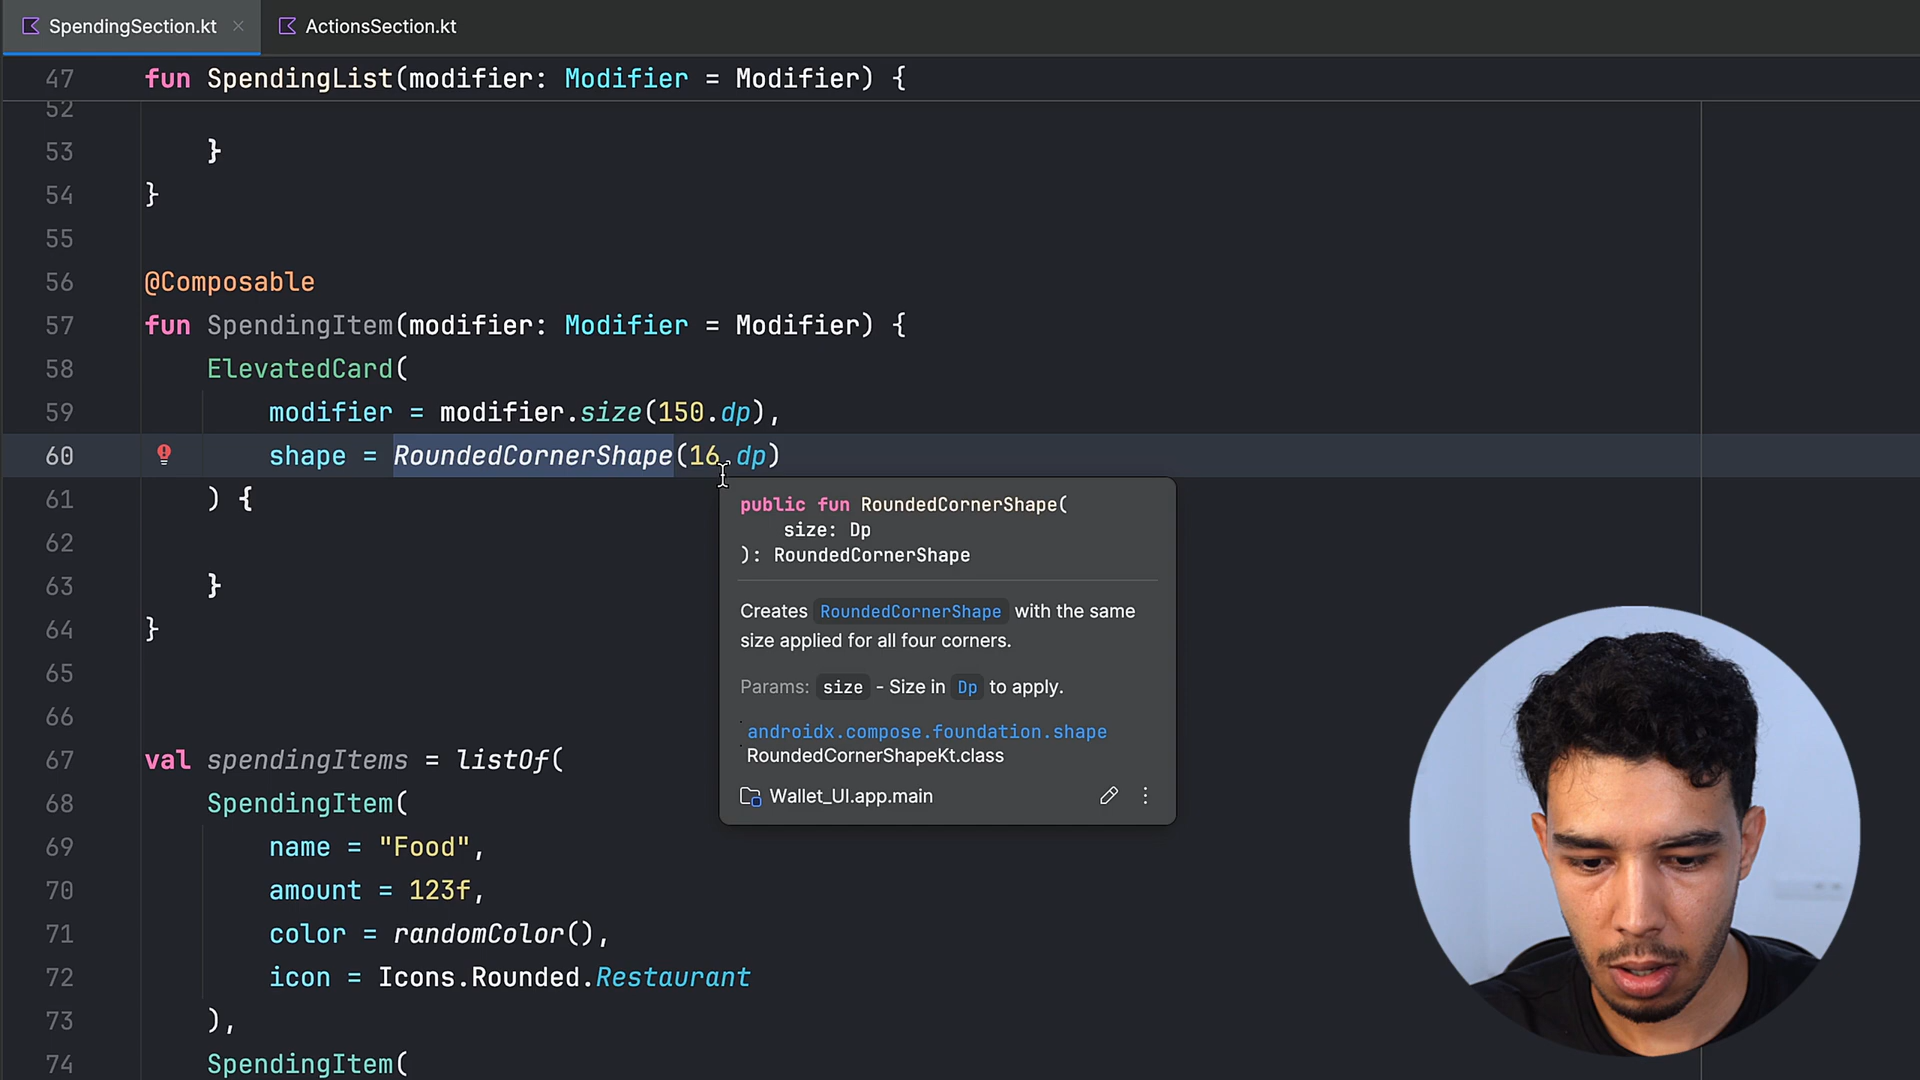 SpendingSection.kt
ActionsSection.kt
47 fun SpendingList(modifier: Modifier = Modifier) {
52
53 }
54 }
55
56 @Composable
57 fun SpendingItem(modifier: Modifier = Modifier) {
58 ElevatedCard(
59 modifier = modifier.size(150.dp),
60 shape = RoundedCornerShape(16.dp)
61 ) {
62
63 }
64 }
65
66
67 val spendingItems = listOf(
68 SpendingItem(
69 name = "Food",
70 amount = 123f,
71 color = randomColor(),
72 icon = Icons.Rounded.Restaurant
73 ),
74 SpendingItem(
public fun RoundedCornerShape(
size: Dp
): RoundedCornerShape
Creates RoundedCornerShape with the same
size applied for all four corners.
Params: size - Size in Dp to apply.
androidx.compose.foundation.shape
RoundedCornerShapeKt.class
Wallet_UI.app.main